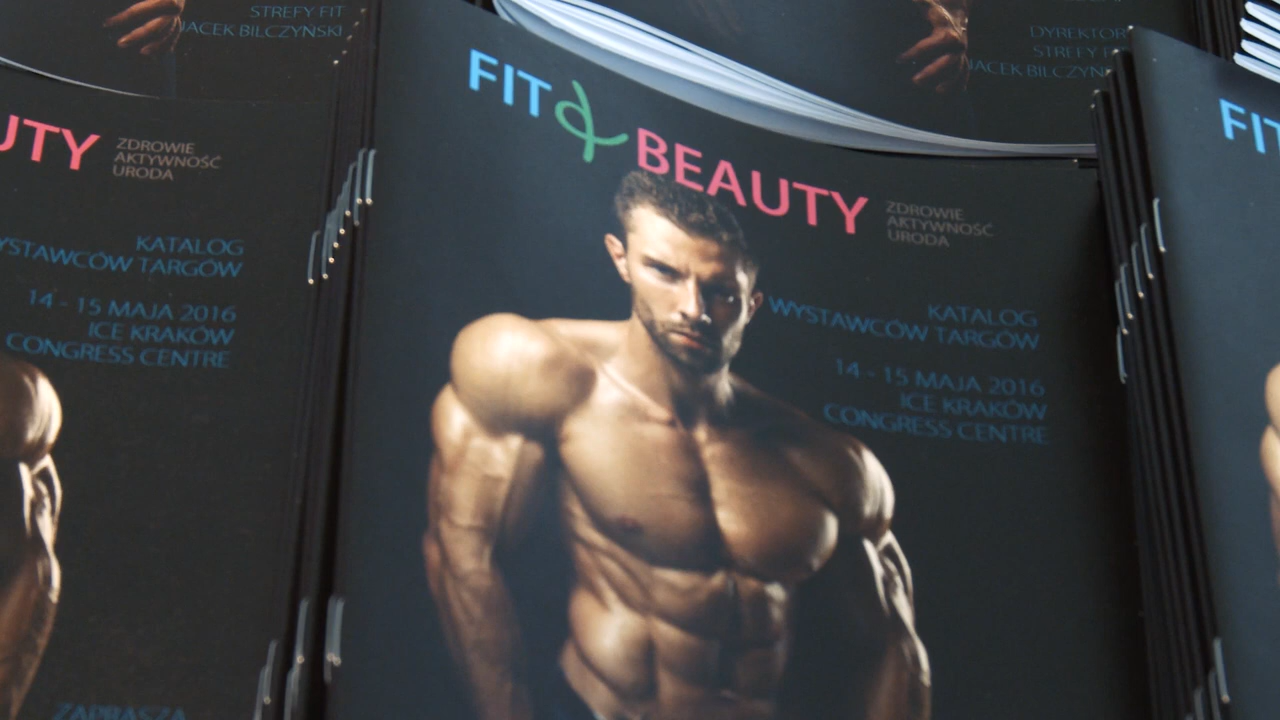 STREFY FIT
JACEK BILCZYŃSKI
DYREKTOR
STREFY
JACEK BILCZYŃ
UTY
ZDROWIE
AKTYWNOŚĆ
URODA
KATALOG
YSTAWCÓW TARGÓW
14 - 15 MAJA 2016
ICE KRAKÓW
CONGRESS CENTRE
ZAPRASZA
FIT & BEAUTY
ZDROWIE
AKTYWNOŚĆ
URODA
KATALOG
WYSTAWCÓW TARGÓW
14 - 15 MAJA 2016
ICE KRAKÓW
CONGRESS CENTRE
FIT